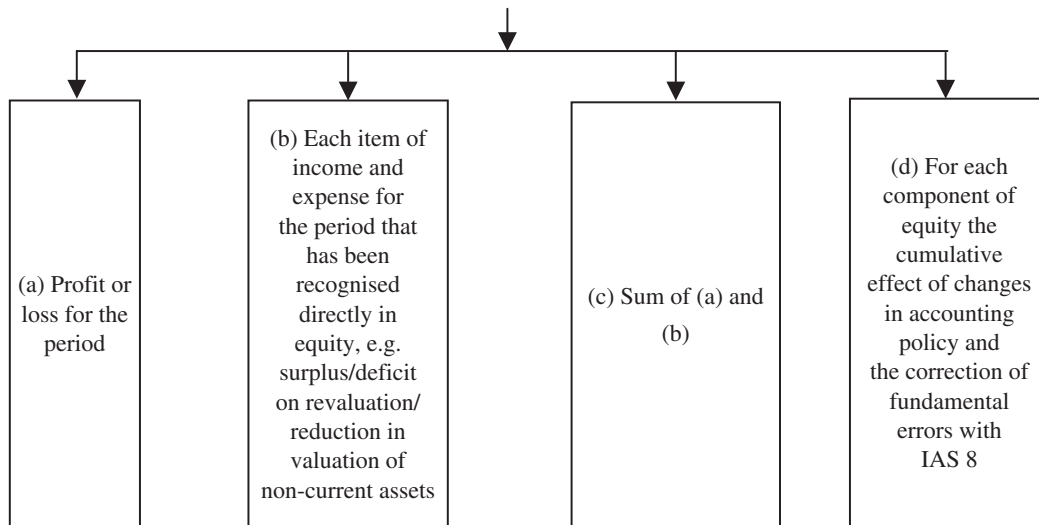 (a) Profit or
loss for the
period
(b) Each item of
income and
expense for
the period that
has been
recognised
directly in
equity, e.g.
surplus/deficit
on revaluation/
reduction in
valuation of
non-current assets
(c) Sum of (a) and
(b)
(d) For each
component of
equity the
cumulative
effect of changes
in accounting
policy and
the correction of
fundamental
errors with
IAS 8